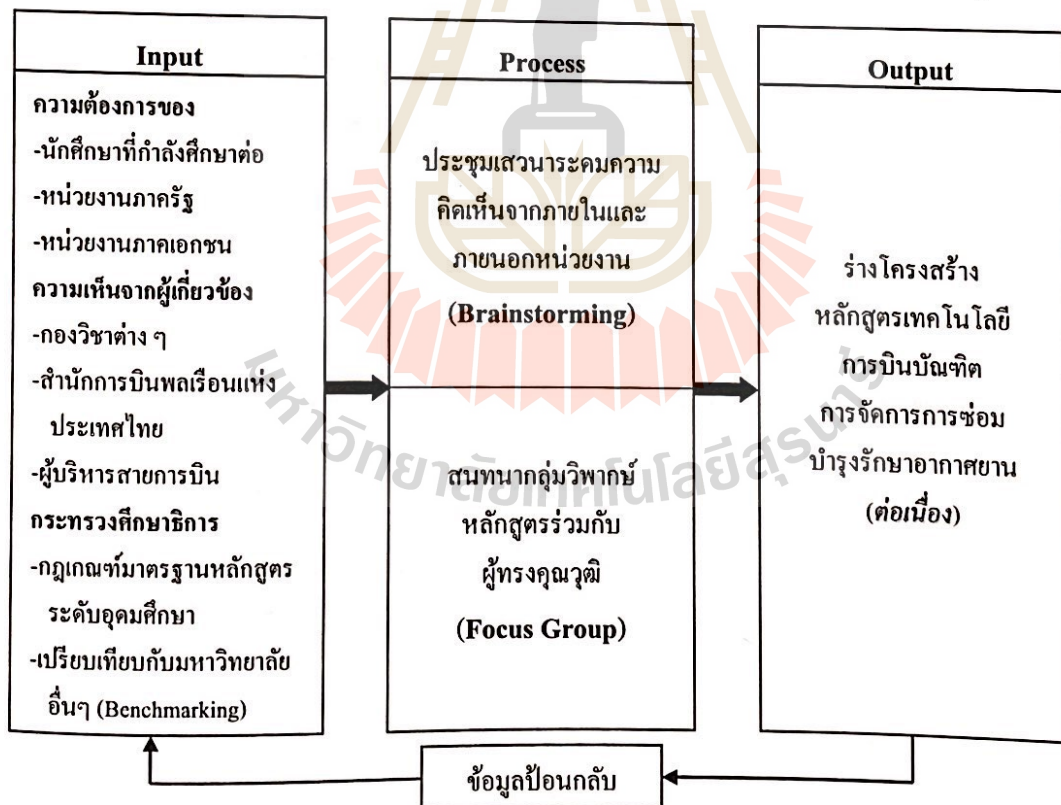 Input
ความต้องการของ
-นักศึกษาที่กำลังศึกษาต่อ
-หน่วยงานภาครัฐ
-หน่วยงานภาคเอกชน
ความเห็นจากผู้เกี่ยวข้อง
-กองวิชาต่าง ๆ
-สำนักการบินพลเรือนแห่ง
ประเทศไทย
-ผู้บริหารสายการบิน
กระทรวงศึกษาธิการ
-กฎเกณฑ์มาตรฐานหลักสูตร
ระดับอุดมศึกษา
-เปรียบเทียบกับมหาวิทยาลัย
อื่นๆ (Benchmarking)
Process
ประชุมเสวนาระดมความ
คิดเห็นจากภายในและ
ภายนอกหน่วยงาน
(Brainstorming)
สนทนากลุ่มวิพากษ์
หลักสูตรร่วมกับ
ผู้ทรงคุณวุฒิ
(Focus Group)
Output
ร่างโครงสร้าง
หลักสูตรเทคโนโลยี
การบินบัณฑิต
การจัดการการซ่อม
บำรุงรักษาอากาศยาน
(ต่อเนื่อง)
ข้อมูลป้อนกลับ
มหาวิทยาลัยเทคโนโลยีสุรนารี